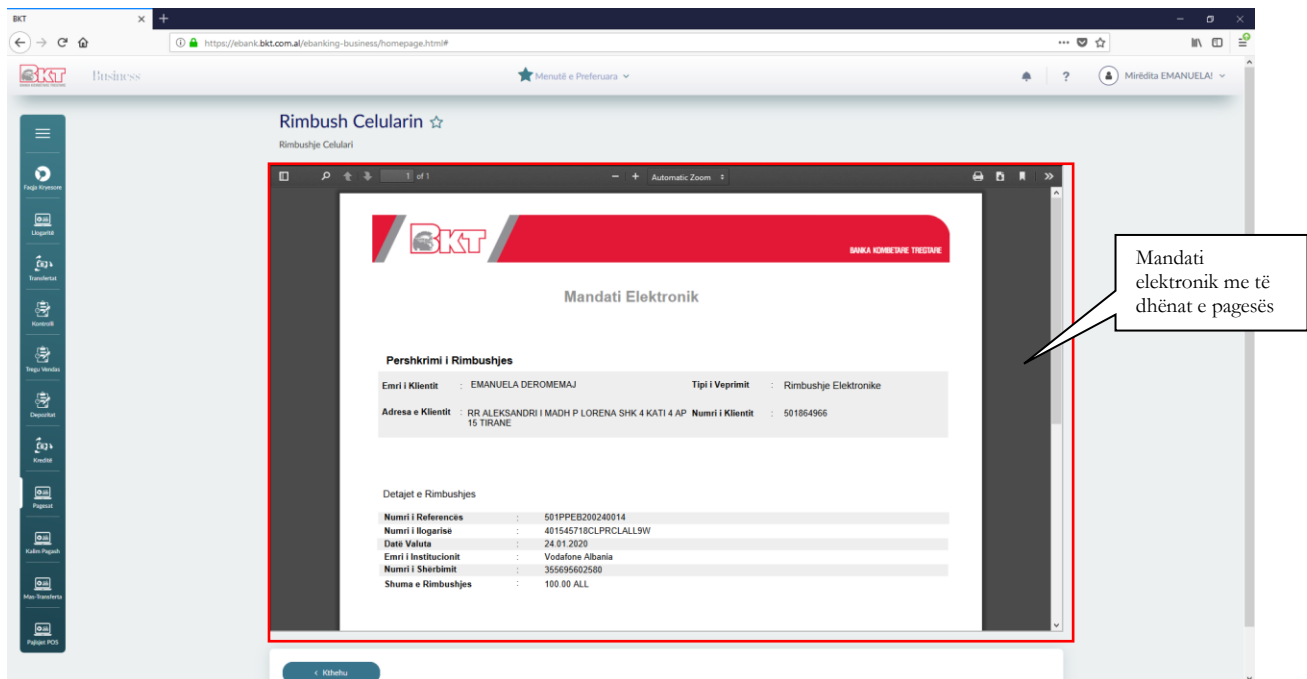 BKT
https://ebank.bkt.com.al/ebanking-business/homepage.html#
BKT
BANKA KOMBETARE TREGTARE
Business
Menutë e Preferuara
?
Mirëdita EMANUELA!
Faqja Kryesore
Llogaritë
Transfertat
Kontrolli
Tregu Vendas
Depozitat
Kreditë
Pagesat
Kalim Pagash
Mas-Transferta
Pajisjet POS
Rimbush Celularin
Rimbushje Celulari
1 of 1
Automatic Zoom
BKT
BANKA KOMBETARE TREGTARE
Mandati Elektronik
Pershkrimi i Rimbushjes
Emri i Klientit : EMANUELA DEROMEMAJ Tipi i Veprimit : Rimbushje Elektronike
Adresa e Klientit : RR ALEKSANDRI I MADH P LORENA SHK 4 KATI 4 AP Numri i Klientit : 501864966
15 TIRANE
Detajet e Rimbushjes
Numri i Referencës : 501PPEB200240014
Numri i llogarisë : 401545718CLPRCLALL9W
Datë Valuta : 24.01.2020
Emri i Institucionit : Vodafone Albania
Numri i Shërbimit : 355695602580
Shuma e Rimbushjes : 100.00 ALL
< Kthehu
Mandati
elektronik me të
dhënat e pagesës